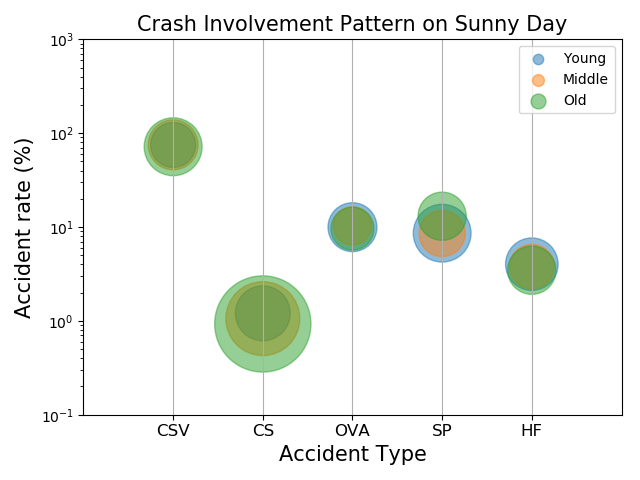 Crash Involvement Pattern on Sunny Day
Accident rate (%)
10³
10²
10¹
10⁰
10⁻¹
Young
Middle
Old
CSV CS OVA SP HF
Accident Type